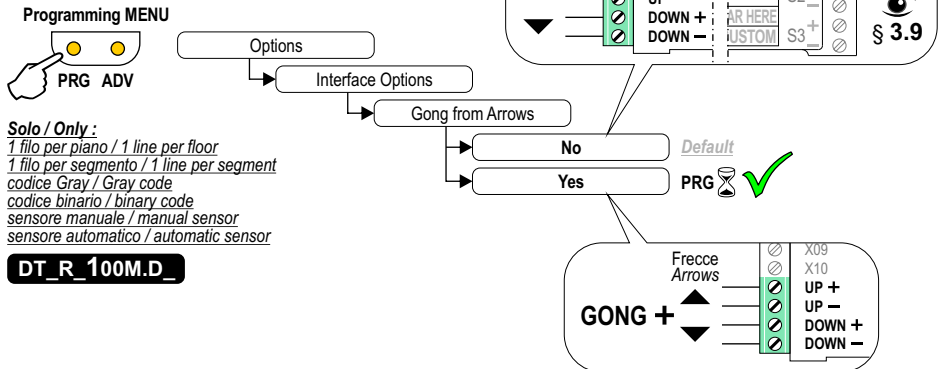 Programming MENU
PRG ADV
Options
Interface Options
Gong from Arrows
No
Default
Yes
PRG
Solo / Only :
1 filo per piano / 1 line per floor
1 filo per segmento / 1 line per segment
codice Gray / Gray code
codice binario / binary code
sensore manuale / manual sensor
sensore automatico / automatic sensor
DT_R_100M.D_
DOWN +
DOWN −
AR HERE
CUSTOM
S3 +
−
§ 3.9
Frecce
Arrows
GONG +
X09
X10
UP +
UP −
DOWN +
DOWN −